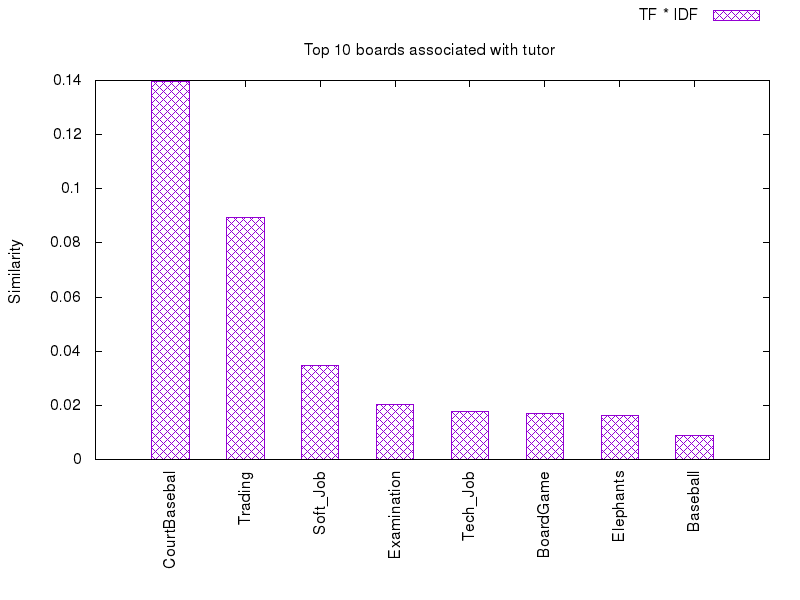 TF * IDF
Top 10 boards associated with tutor
Similarity
0.14
0.12
0.1
0.08
0.06
0.04
0.02
0
CourtBasebal
Trading
Soft_Job
Examination
Tech_Job
BoardGame
Elephants
Baseball